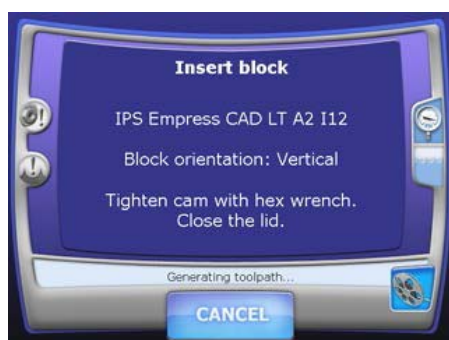 Insert block
IPS Empress CAD LT A2 I12
Block orientation: Vertical
Tighten cam with hex wrench.
Close the lid.
Generating toolpath...
CANCEL